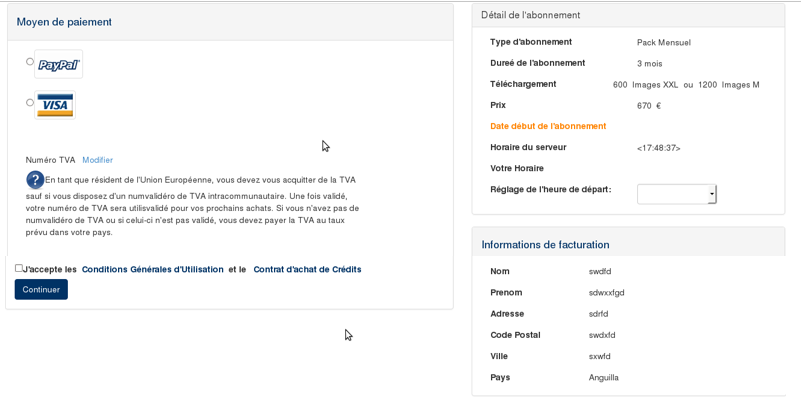 Moyen de paiement
PayPal
VISA
Numéro TVA Modifier
? En tant que résident de l'Union Européenne, vous devez vous acquitter de la TVA
sauf si vous disposez d'un numvalidéro de TVA intracommunautaire. Une fois validé,
votre numéro de TVA sera utilisvalidé pour vos prochains achats. Si vous n'avez pas de
numvalidéro de TVA ou si celui-ci n'est pas validé, vous devez payer la TVA au taux
prévu dans votre pays.
J'accepte les Conditions Générales d'Utilisation et le Contrat d'achat de Crédits
Continuer
Détail de l'abonnement
Type d'abonnement Pack Mensuel
Dureé de l'abonnement 3 mois
Téléchargement 600 Images XXL ou 1200 Images M
Prix 670 €
Date début de l'abonnement
Horaire du serveur <17:48:37>
Votre Horaire
Réglage de l'heure de départ:
Informations de facturation
Nom swdfd
Prenom sdwxxfgd
Adresse sdrfd
Code Postal swdxfd
Ville sxwfd
Pays Anguilla